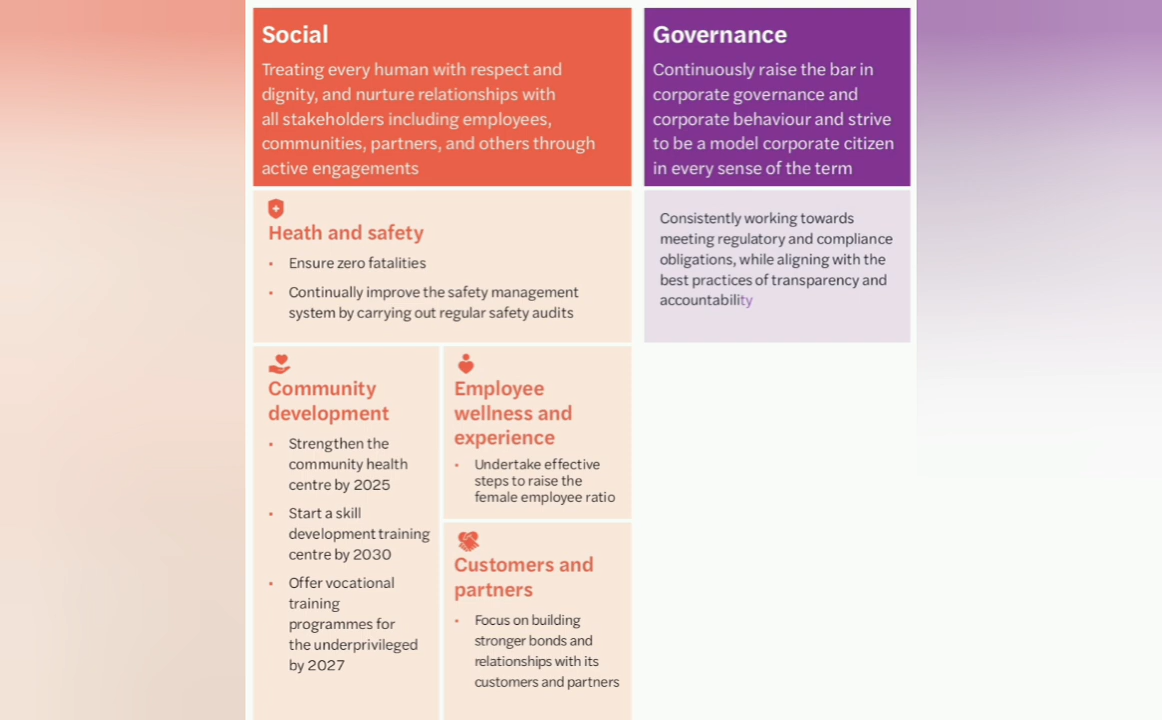 Social
Treating every human with respect and
dignity, and nurture relationships with
all stakeholders including employees,
communities, partners, and others through
active engagements
Governance
Continuously raise the bar in
corporate governance and
corporate behaviour and strive
to be a model corporate citizen
in every sense of the term
Heath and safety
• Ensure zero fatalities
• Continually improve the safety management
system by carrying out regular safety audits
Consistently working towards
meeting regulatory and compliance
obligations, while aligning with the
best practices of transparency and
accountability
Community
development
• Strengthen the
community health
centre by 2025
• Start a skill
development training
centre by 2030
• Offer vocational
training
programmes for
the underprivileged
by 2027
Employee
wellness and
experience
• Undertake effective
steps to raise the
female employee ratio
Customers and
partners
• Focus on building
stronger bonds and
relationships with its
customers and partners